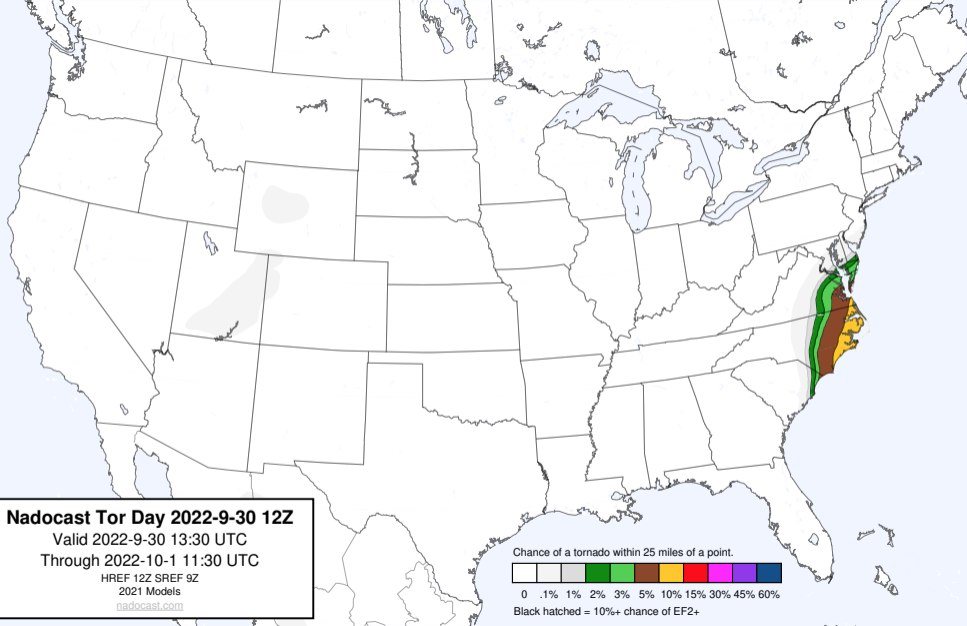 Nadocast Tor Day 2022-9-30 12Z
Valid 2022-9-30 13:30 UTC
Through 2022-10-1 11:30 UTC
HREF 12Z SREF 9Z
2021 Models
nadocast.com
Chance of a tornado within 25 miles of a point.
0 .1% 1% 2% 3% 5% 10% 15% 30% 45% 60%
Black hatched = 10%+ chance of EF2+